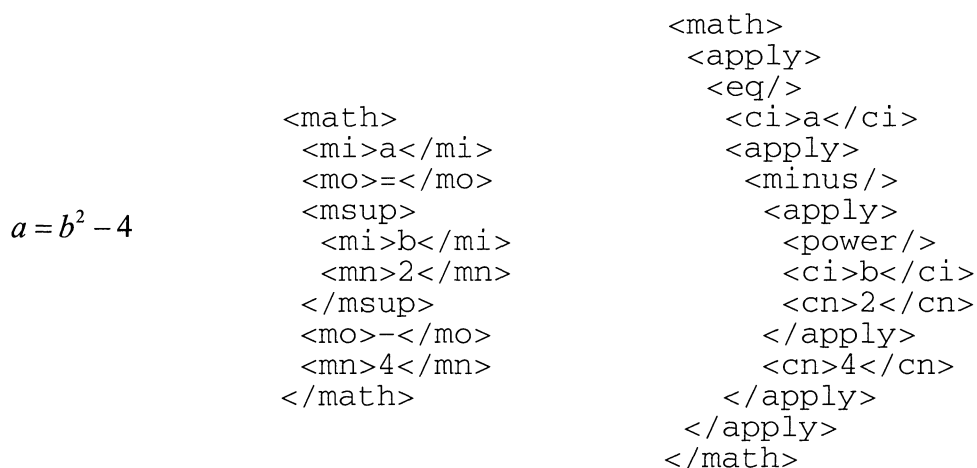 a = b² − 4
<math>
<mi>a</mi>
<mo>=</mo>
<msup>
<mi>b</mi>
<mn>2</mn>
</msup>
<mo>-</mo>
<mn>4</mn>
</math>
<math>
<apply>
<eq/>
<ci>a</ci>
<apply>
<minus/>
<apply>
<power/>
<ci>b</ci>
<cn>2</cn>
</apply>
<cn>4</cn>
</apply>
</apply>
</math>